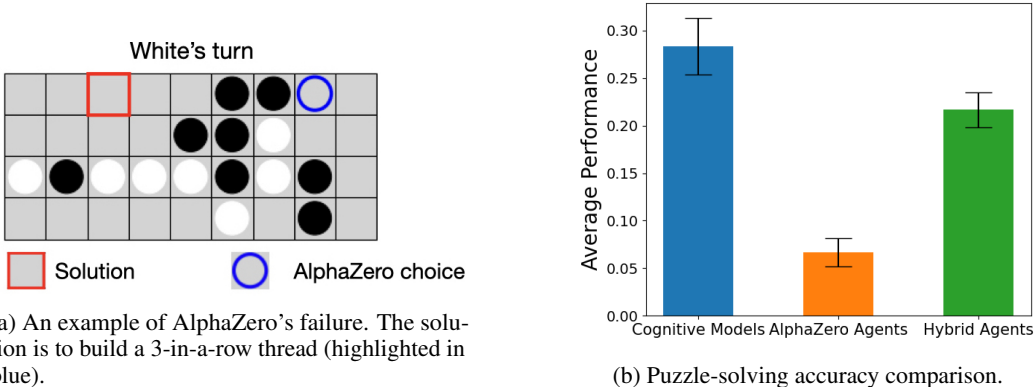 White's turn
Solution
AlphaZero choice
a) An example of AlphaZero's failure. The solu-
ion is to build a 3-in-a-row thread (highlighted in
lue).
Average Performance
0.30
0.25
0.20
0.15
0.10
0.05
0.00
Cognitive Models AlphaZero Agents Hybrid Agents
(b) Puzzle-solving accuracy comparison.